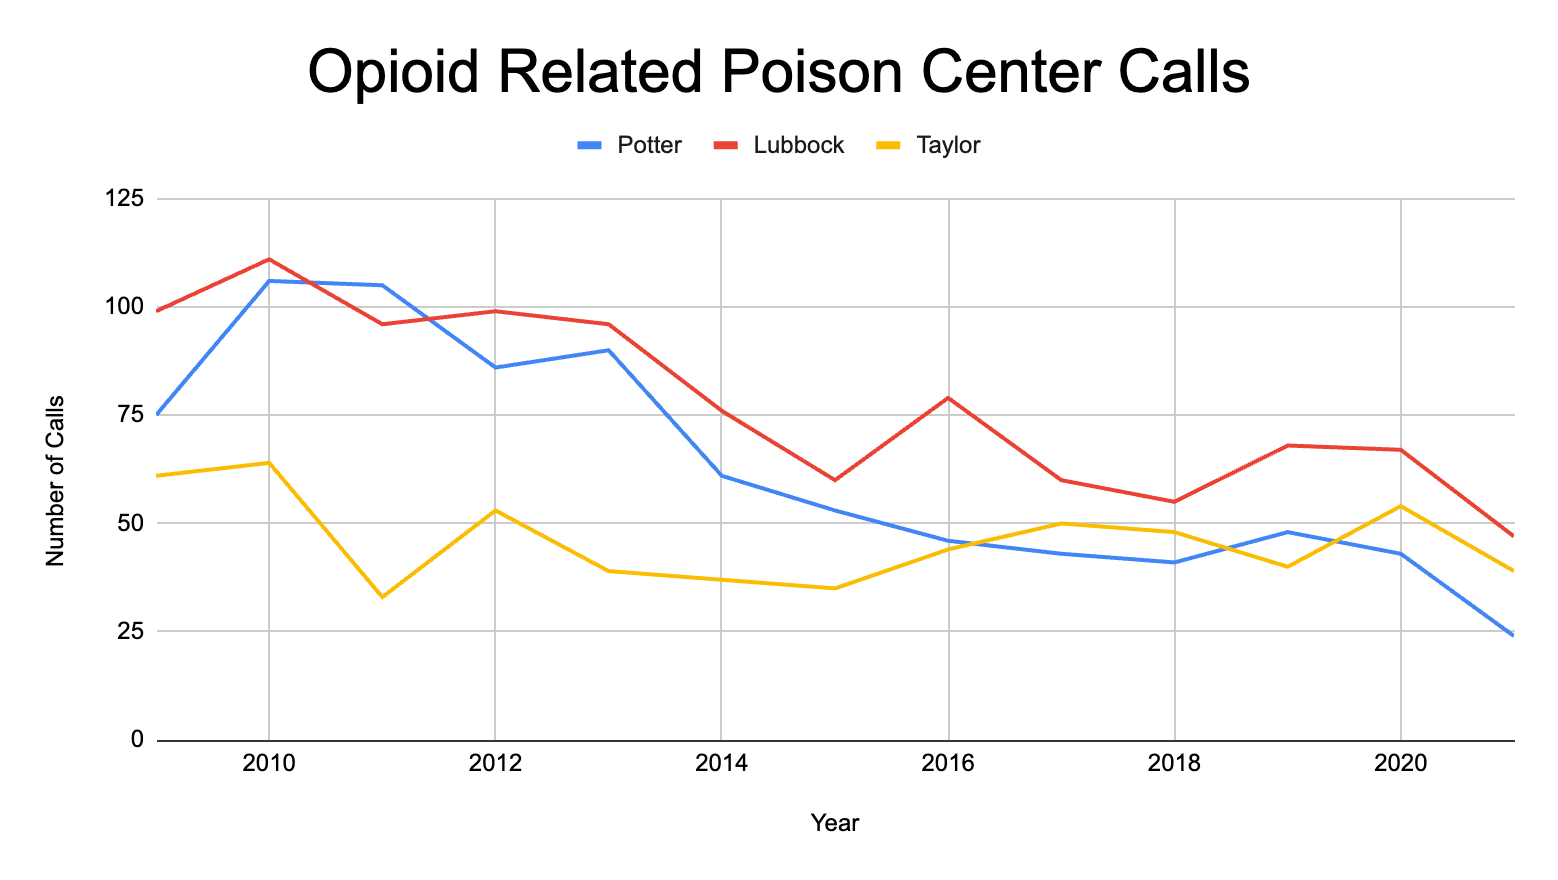 Opioid Related Poison Center Calls
Potter Lubbock Taylor
125
100
75
50
25
0
Number of Calls
2010 2012 2014 2016 2018 2020
Year